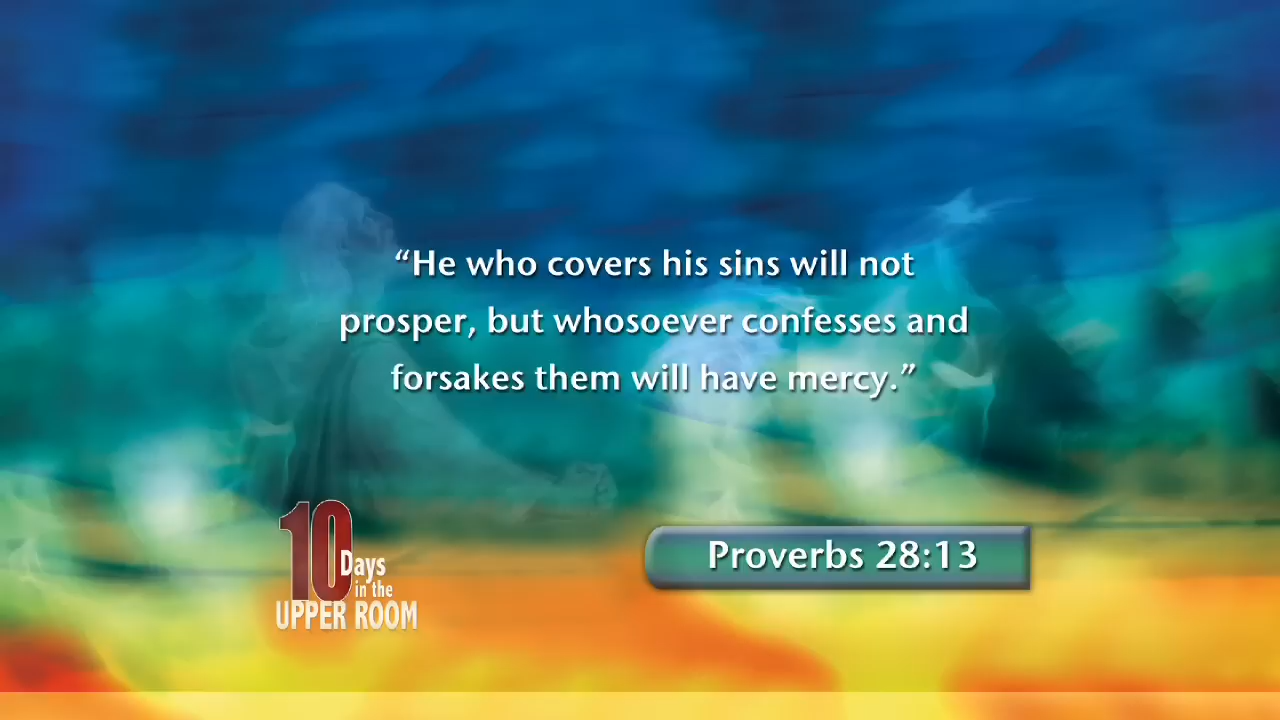 “He who covers his sins will not
prosper, but whosoever confesses and
forsakes them will have mercy.”
10
Days
in the
UPPER ROOM
Proverbs 28:13